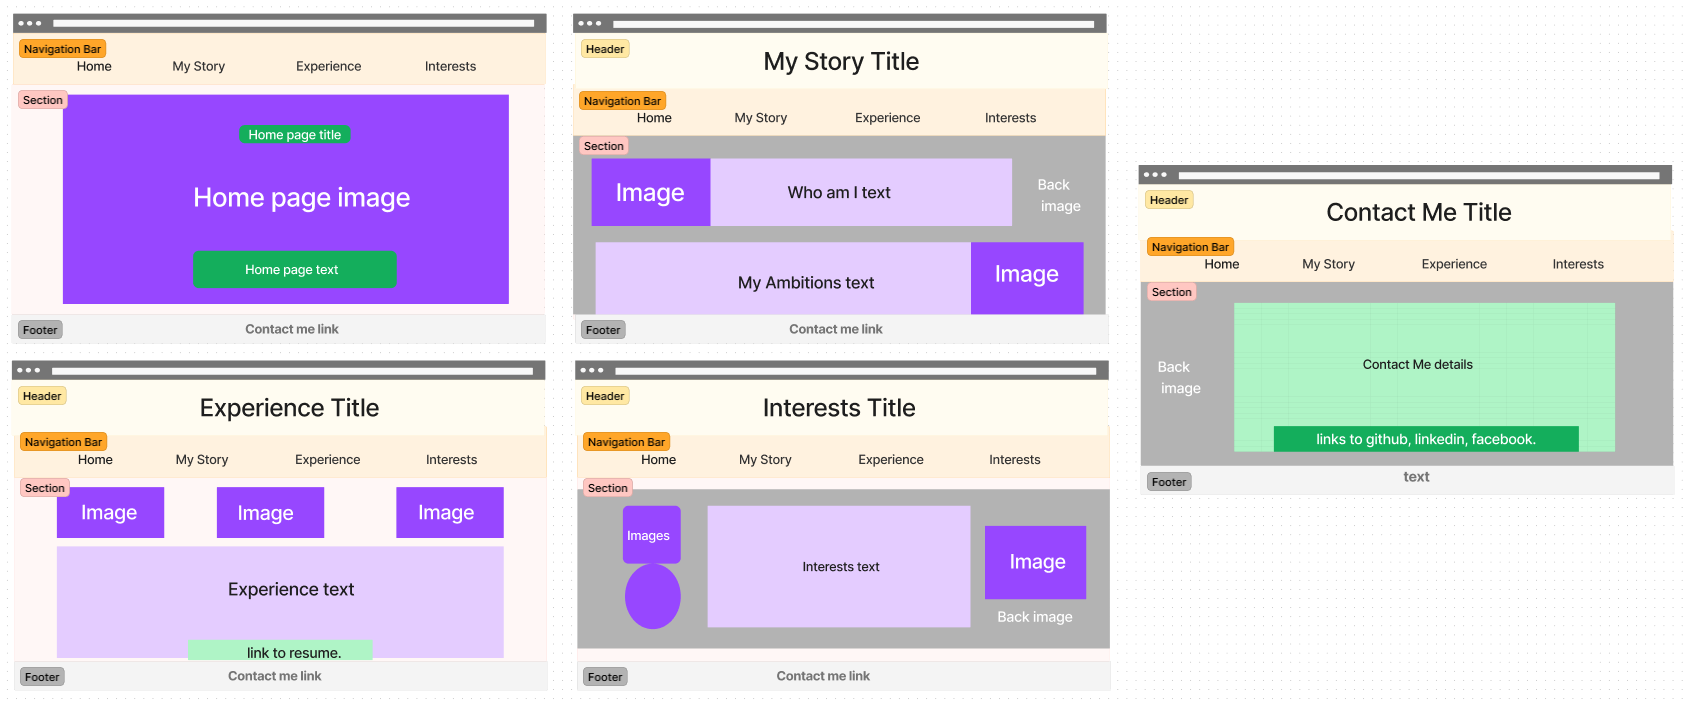 Navigation Bar
Home My Story Experience Interests
Section
Home page title
Home page image
Home page text
Footer
Contact me link
Header
My Story Title
Navigation Bar
Home My Story Experience Interests
Section
Image
Who am I text
Back
image
My Ambitions text
Image
Footer
Contact me link
Header
Contact Me Title
Navigation Bar
Home My Story Experience Interests
Section
Back
image
Contact Me details
links to github, linkedin, facebook.
Footer
text
Header
Experience Title
Navigation Bar
Home My Story Experience Interests
Section
Image Image Image
Experience text
link to resume.
Footer
Contact me link
Header
Interests Title
Navigation Bar
Home My Story Experience Interests
Section
Images
Interests text
Image
Back image
Footer
Contact me link